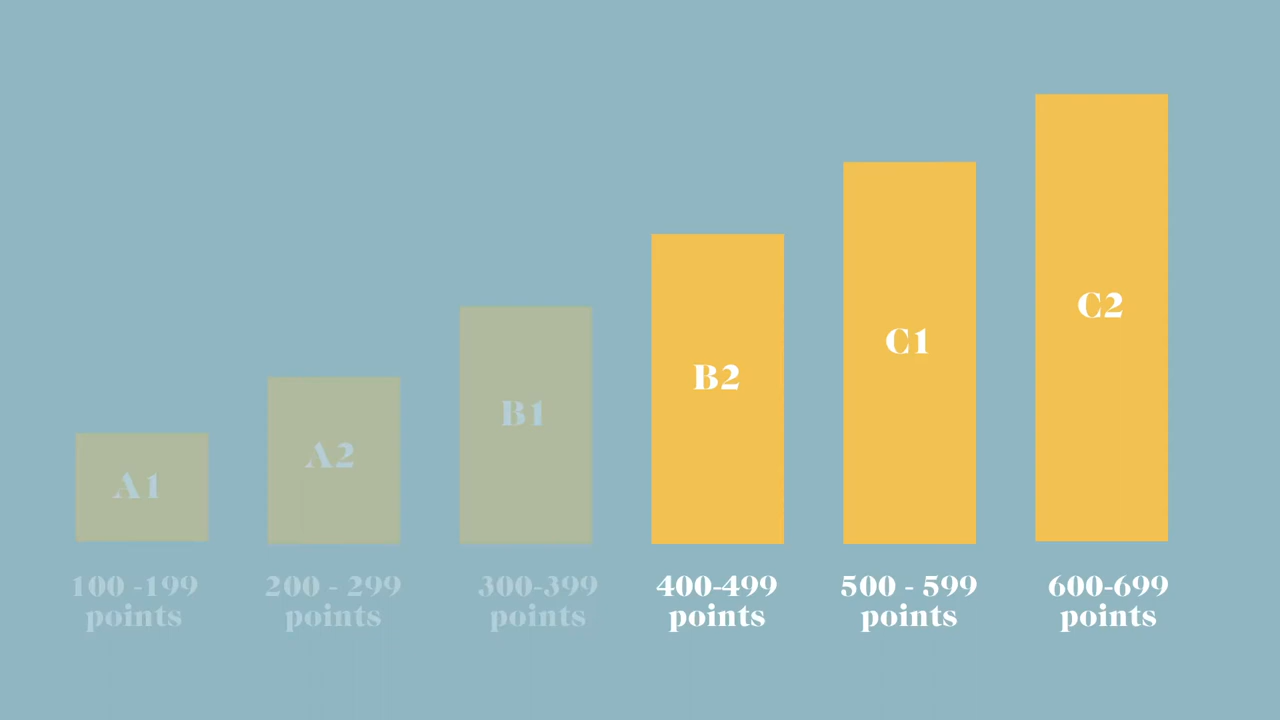 C2
C1
B2
B1
A2
A1
100 -199
points
200 - 299
points
300-399
points
400-499
points
500 - 599
points
600-699
points